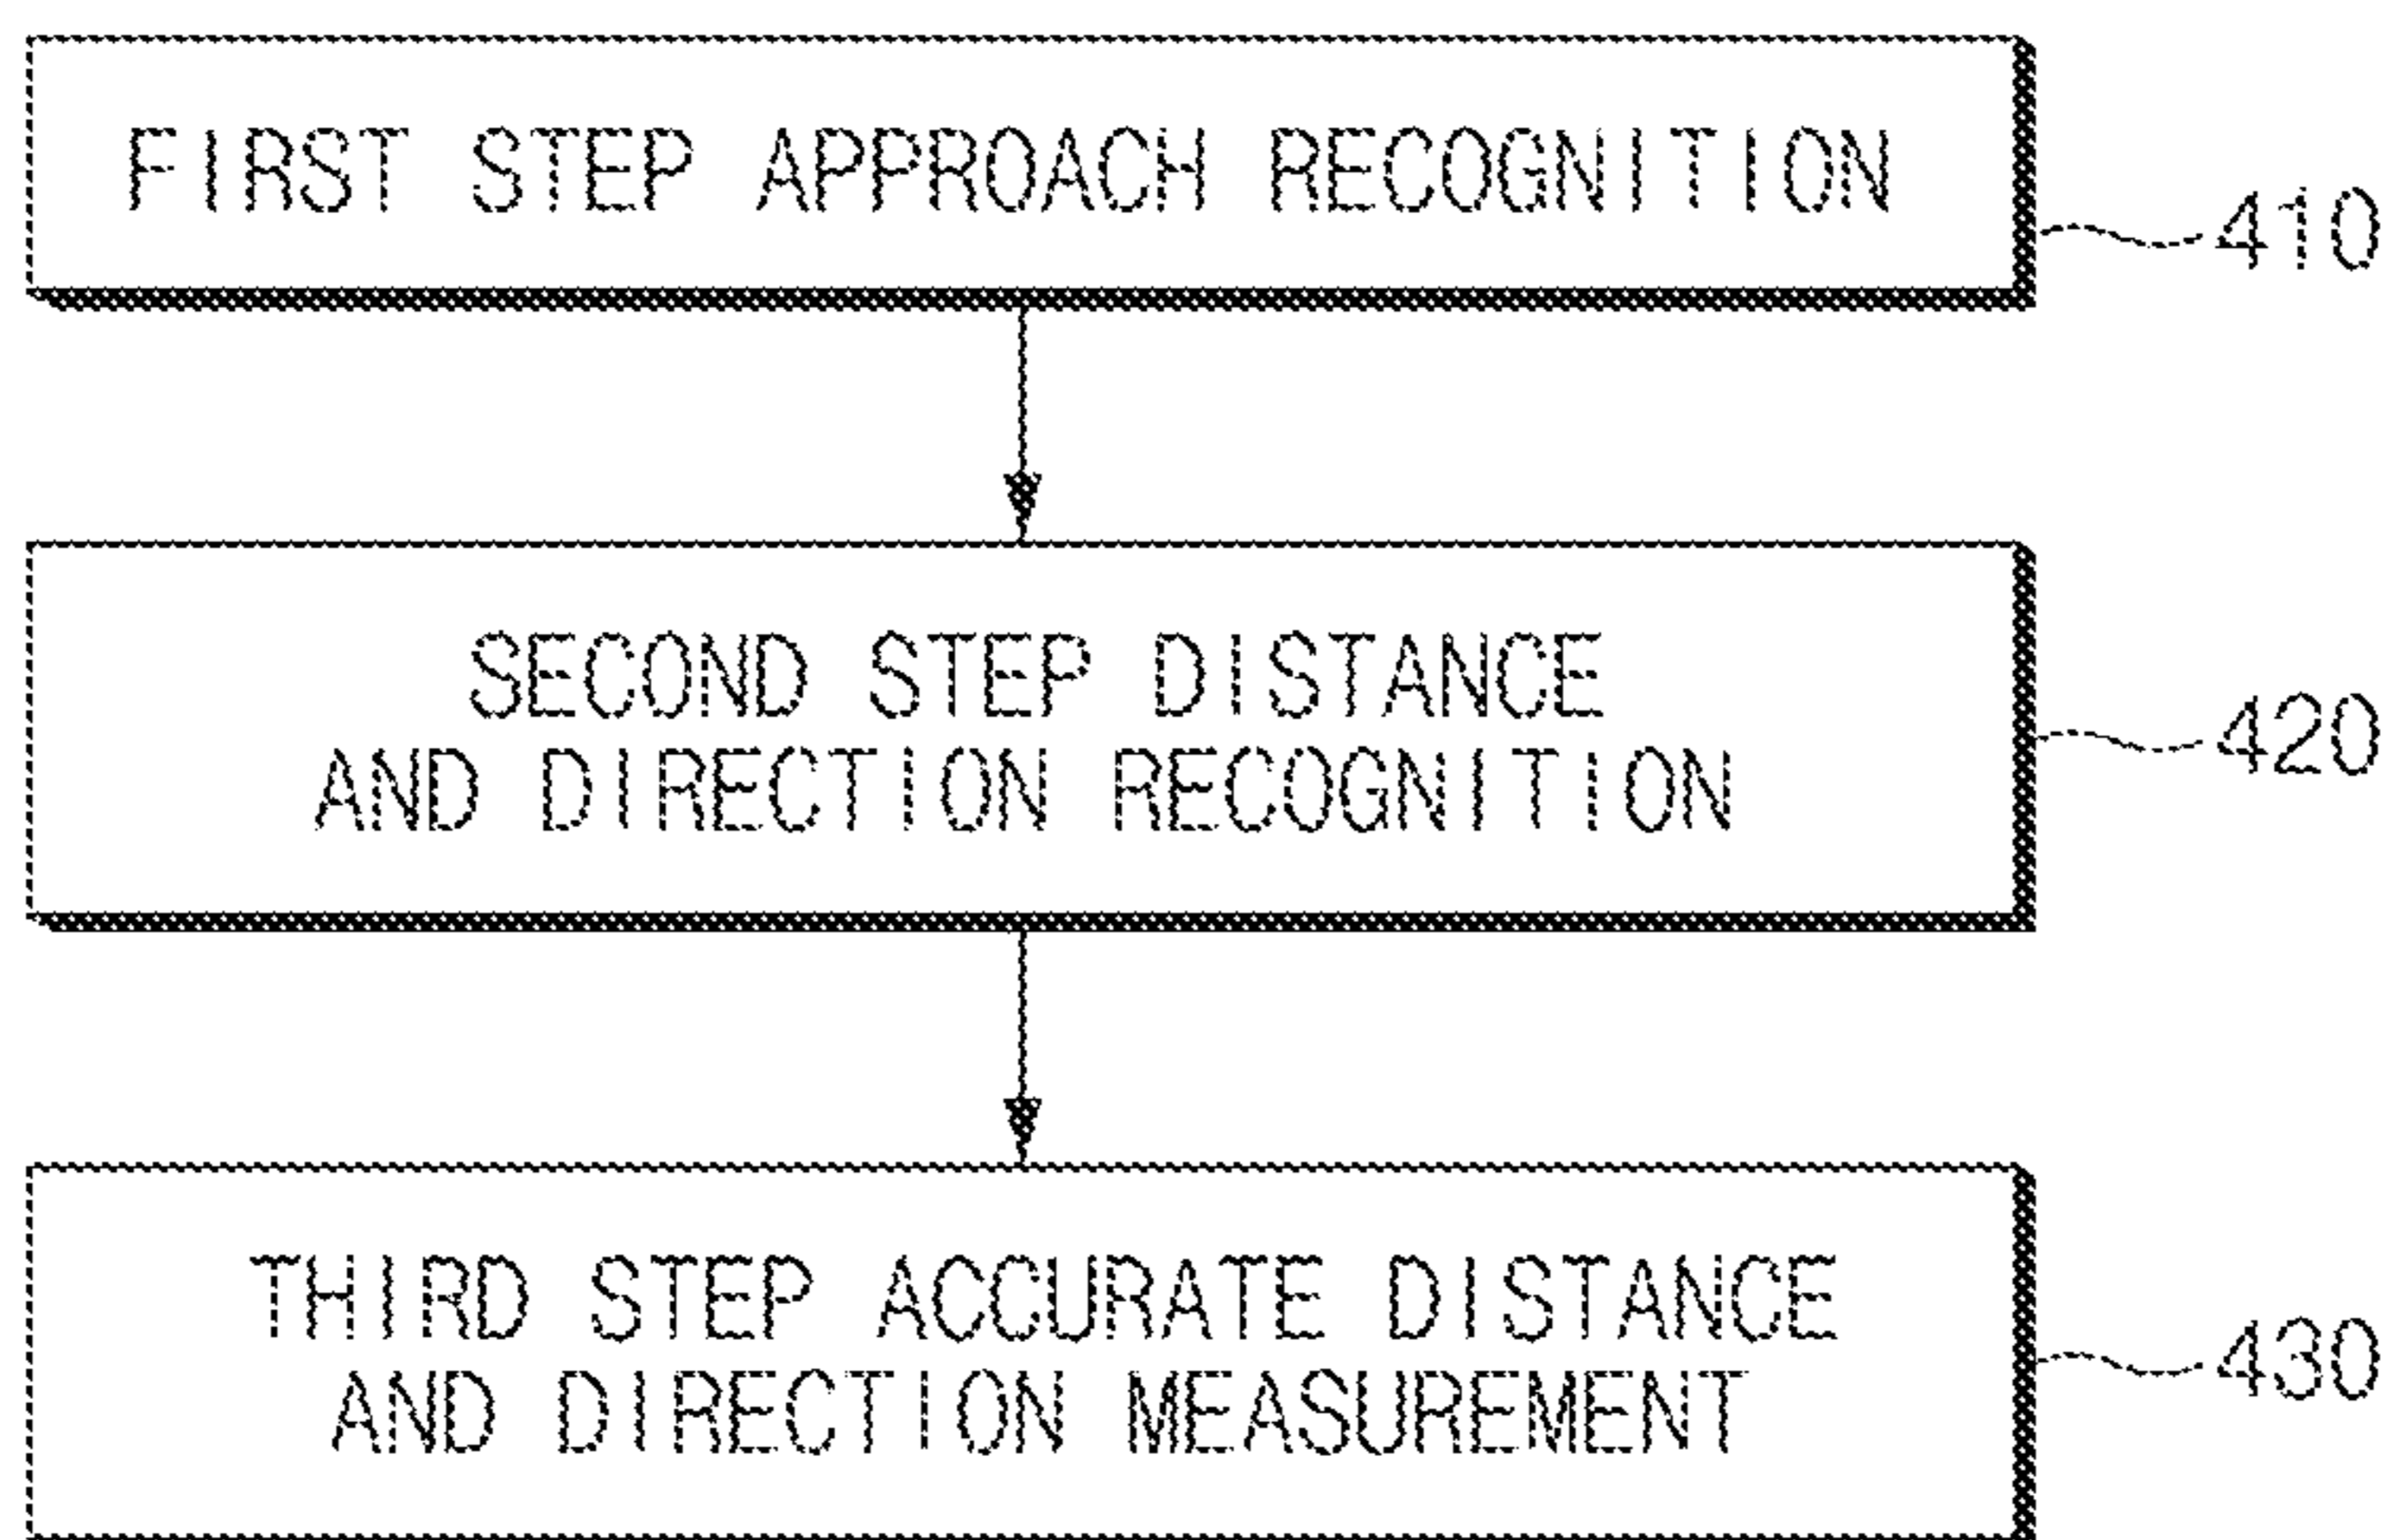 FIRST STEP APPROACH RECOGNITION
410
SECOND STEP DISTANCE
AND DIRECTION RECOGNITION
420
THIRD STEP ACCURATE DISTANCE
AND DIRECTION MEASUREMENT
430